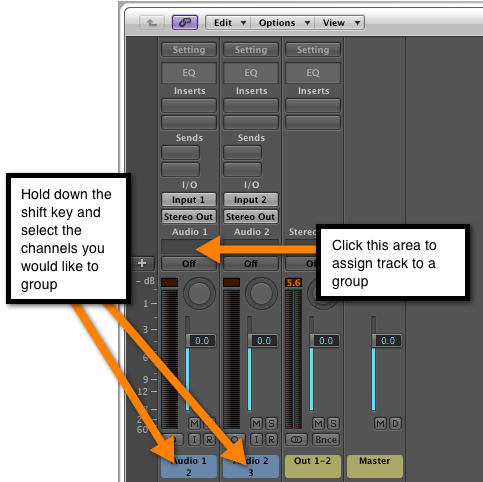 Edit Options View
Setting Setting Setting
EQ EQ EQ
Inserts Inserts Inserts
Sends Sends
I/O I/O
Input 1 Input 2
Stereo Out Stereo Out
Audio 1 Audio 2
Off Off
- dB 5.6
1
3
0.0 0.0 0.0 0.0
6
9
12
60
M S M S M S M D
I R I R Bnce
Audio 1 Audio 2 Out 1-2 Master
2 3
Hold down the
shift key and
select the
channels you
would like to
group
Click this area to
assign track to a
group